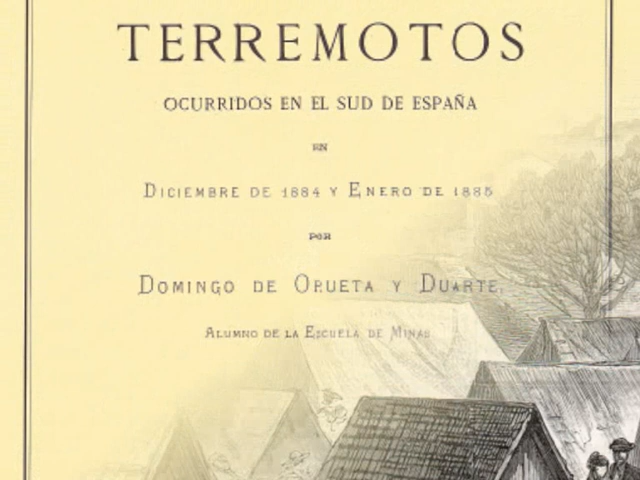 TERREMOTOS
OCURRIDOS EN EL SUD DE ESPAÑA
EN
DICIEMBRE DE 1884 Y ENERO DE 1885
POR
DOMINGO DE ORUETA Y DUARTE,
ALUMNO DE LA ESCUELA DE MINAS